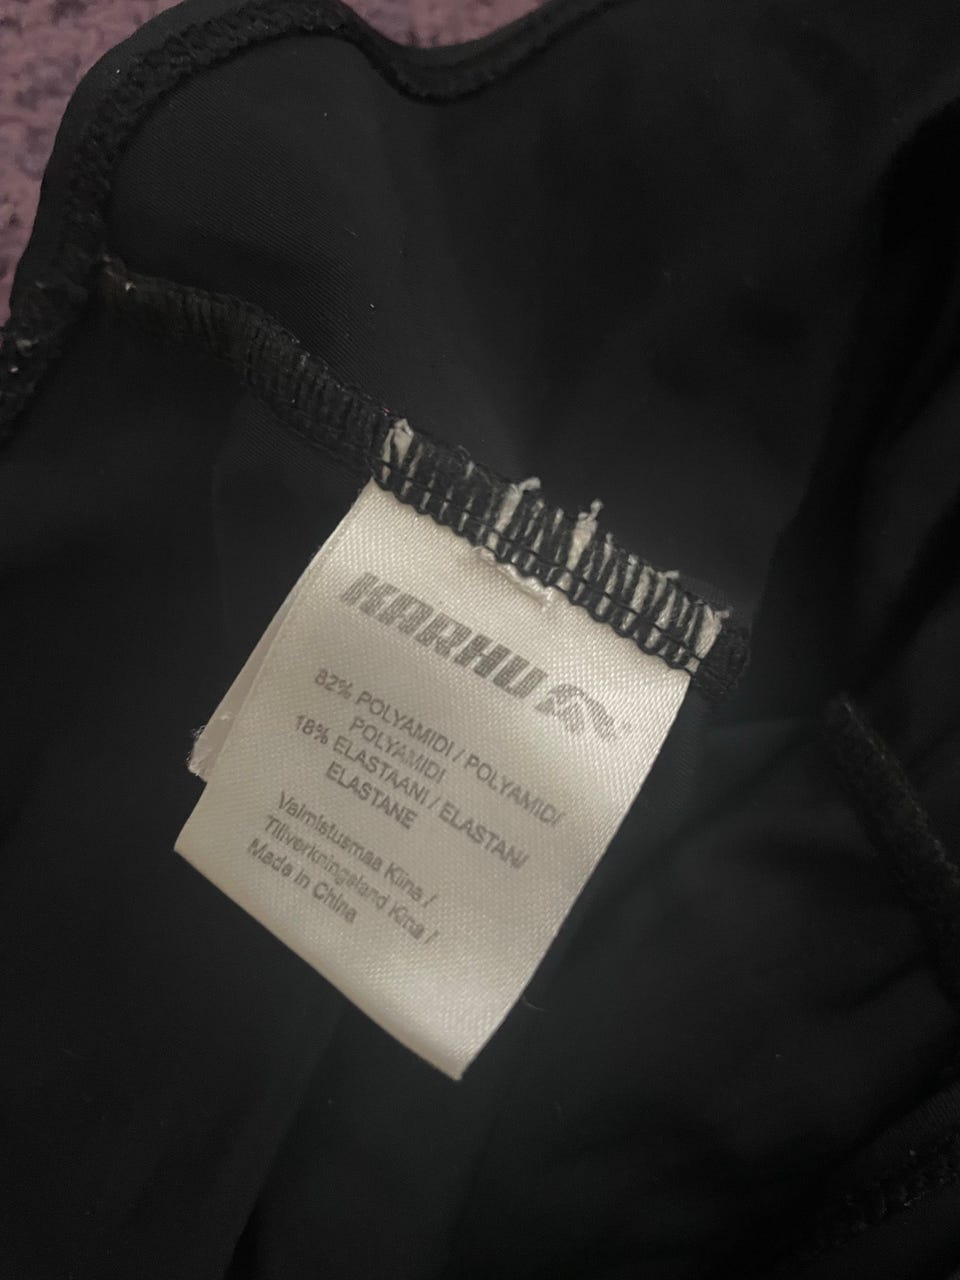 KARHU
82% POLYAMIDI / POLYAMID/
POLYAMIDI
18% ELASTAANI / ELASTAN/
ELASTANE
Valmistusmaa Kiina /
Tillverkningsland Kina /
Made in China